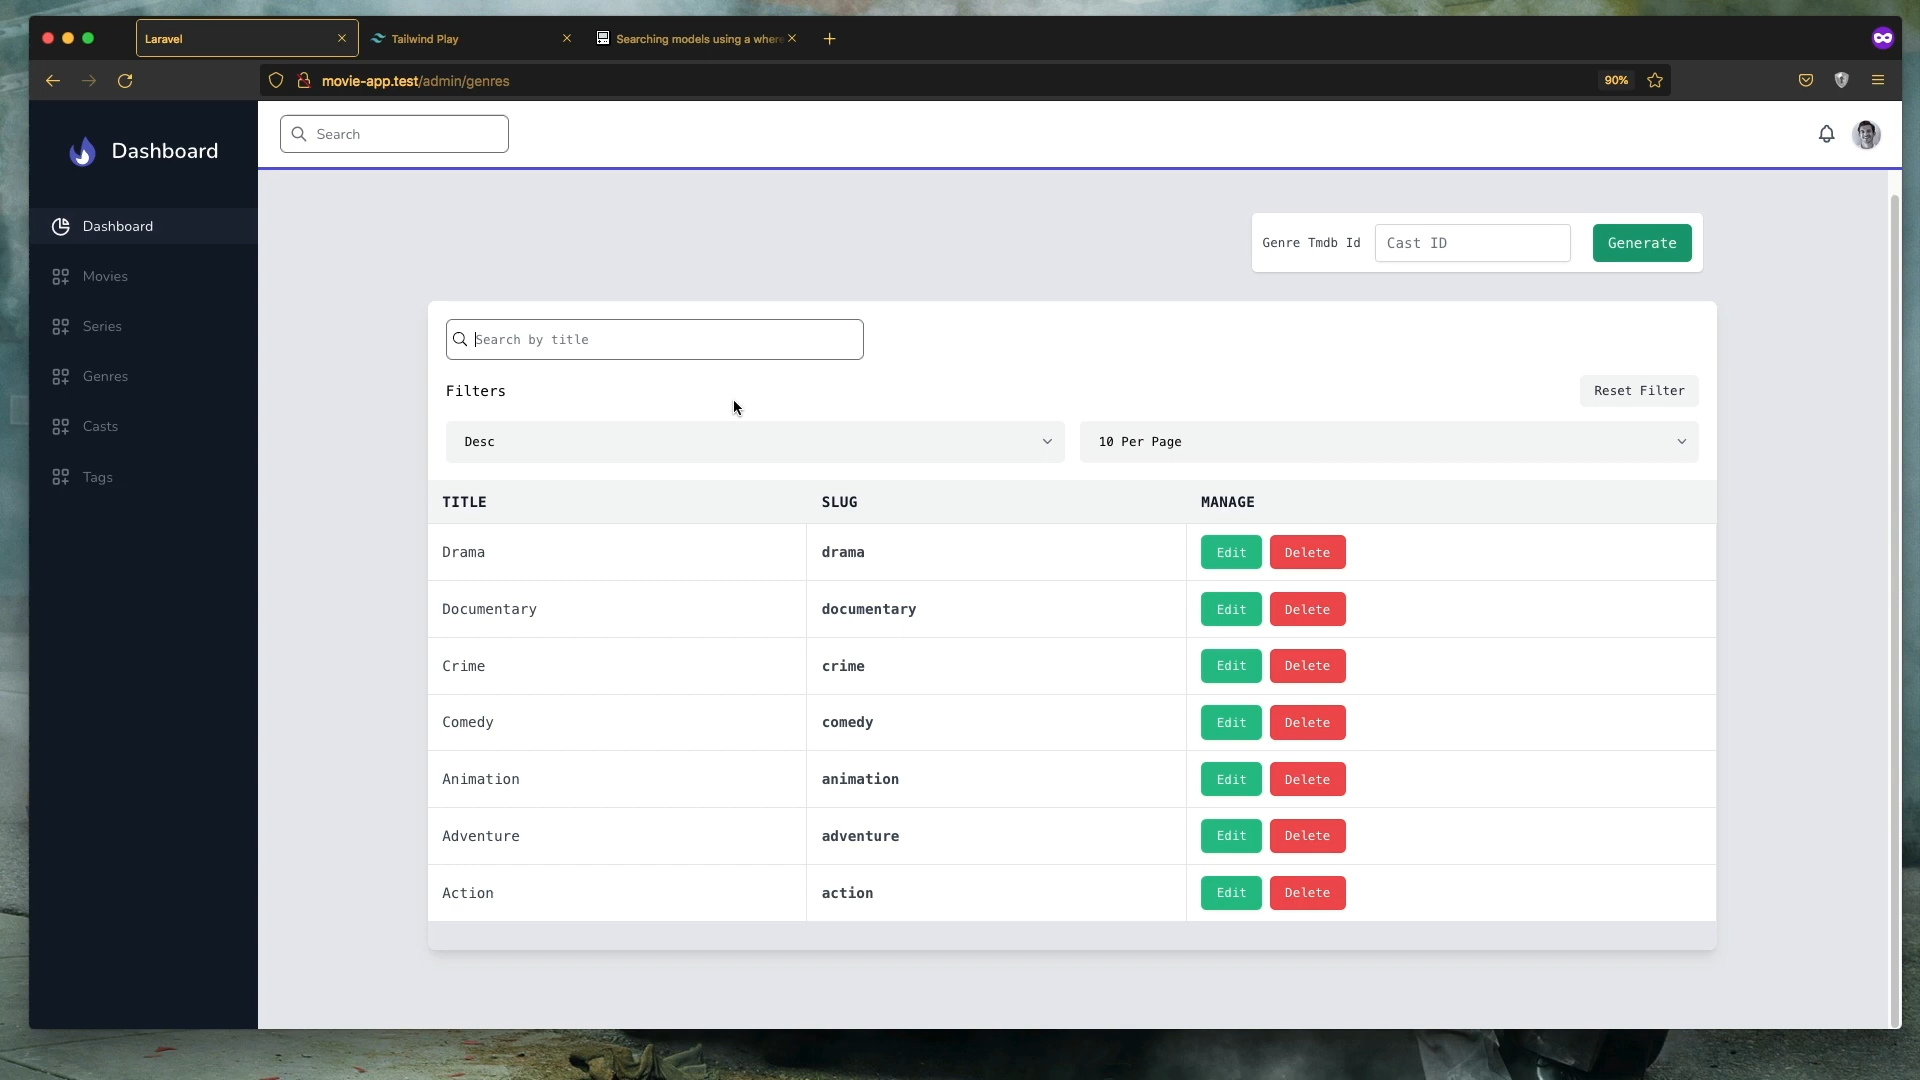 Laravel
Tailwind Play
Searching models using a where
movie-app.test/admin/genres
90%
Dashboard
Search
Dashboard
Movies
Series
Genres
Casts
Tags
Genre Tmdb Id
Cast ID
Generate
Search by title
Filters
Reset Filter
Desc
10 Per Page
TITLE SLUG MANAGE
Drama drama Edit Delete
Documentary documentary Edit Delete
Crime crime Edit Delete
Comedy comedy Edit Delete
Animation animation Edit Delete
Adventure adventure Edit Delete
Action action Edit Delete